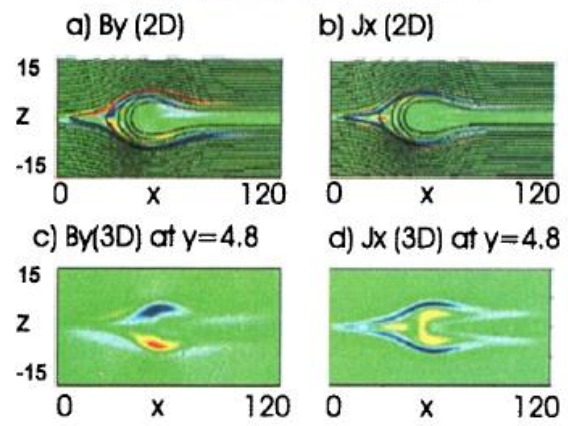 a) By (2D)
b) Jx (2D)
15
Z
-15
0 x 120
0 x 120
c) By(3D) at y=4.8
d) Jx (3D) at y=4.8
15
Z
-15
0 x 120
0 x 120